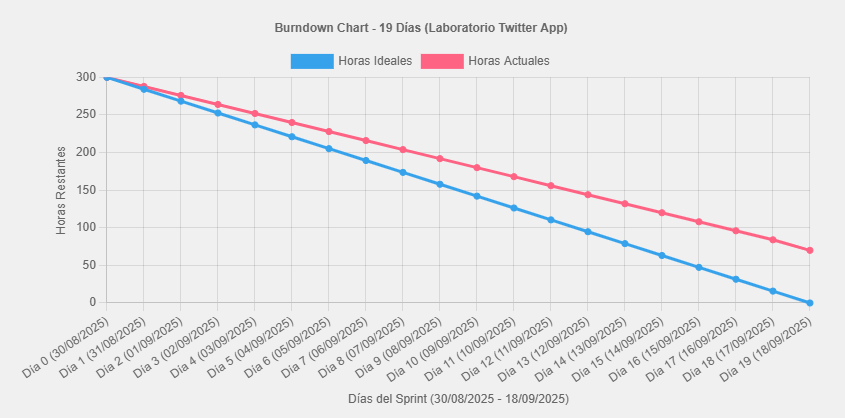 Burndown Chart - 19 Días (Laboratorio Twitter App)
Horas Ideales
Horas Actuales
Horas Restantes
300
250
200
150
100
50
0
Día 0 (30/08/2025)
Día 1 (31/08/2025)
Día 2 (01/09/2025)
Día 3 (02/09/2025)
Día 4 (03/09/2025)
Día 5 (04/09/2025)
Día 6 (05/09/2025)
Día 7 (06/09/2025)
Día 8 (07/09/2025)
Día 9 (08/09/2025)
Día 10 (09/09/2025)
Día 11 (10/09/2025)
Día 12 (11/09/2025)
Día 13 (12/09/2025)
Día 14 (13/09/2025)
Día 15 (14/09/2025)
Día 16 (15/09/2025)
Día 17 (16/09/2025)
Día 18 (17/09/2025)
Día 19 (18/09/2025)
Días del Sprint (30/08/2025 - 18/09/2025)